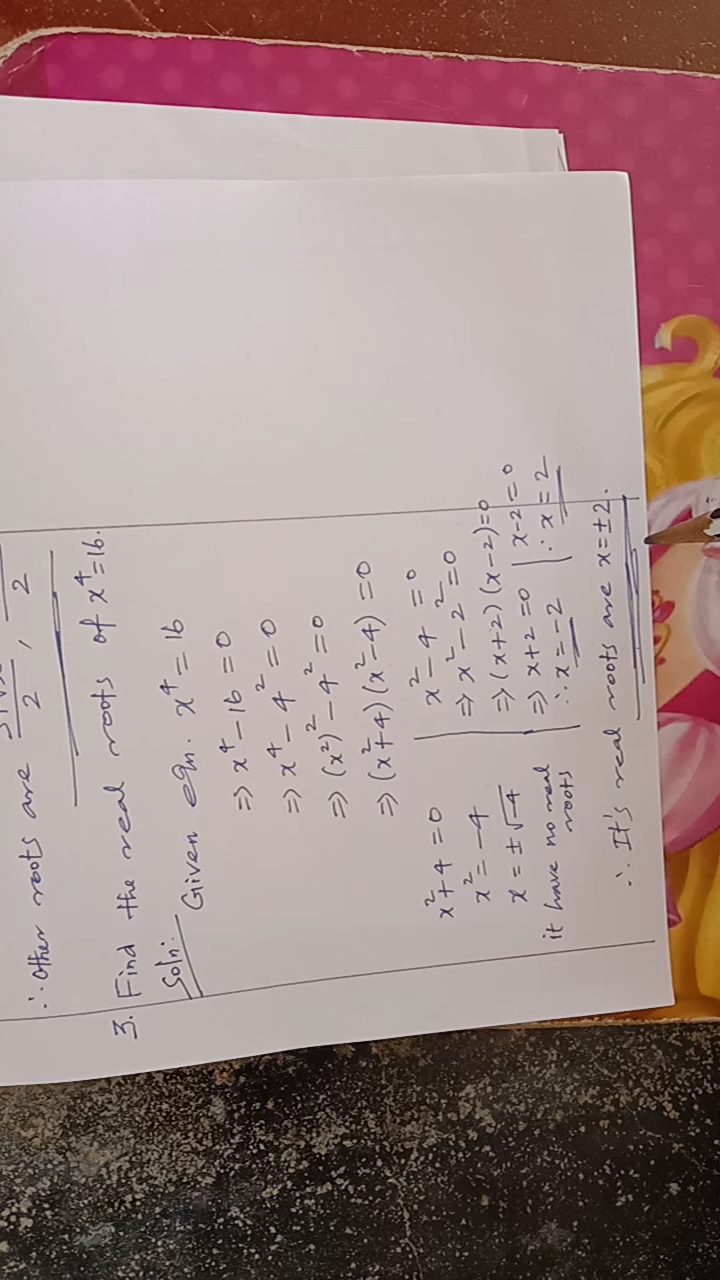 ∴ Other roots are 2 , 2
3. Find the real roots of x⁴=16.
Soln:
Given eqn. x⁴ = 16
⇒ x⁴ - 16 = 0
⇒ x⁴ - 4² = 0
⇒ (x²)² - 4² = 0
⇒ (x²+4) (x²-4) = 0
x²+4 = 0
x² = -4
x = ±√-4
it have no real
roots
x² - 4 = 0
⇒ x² - 2² = 0
⇒ (x+2) (x-2)=0
⇒ x+2 = 0 | x-2 = 0
∴ x = -2 | ∴ x = 2
∴ It's real roots are x=±2.